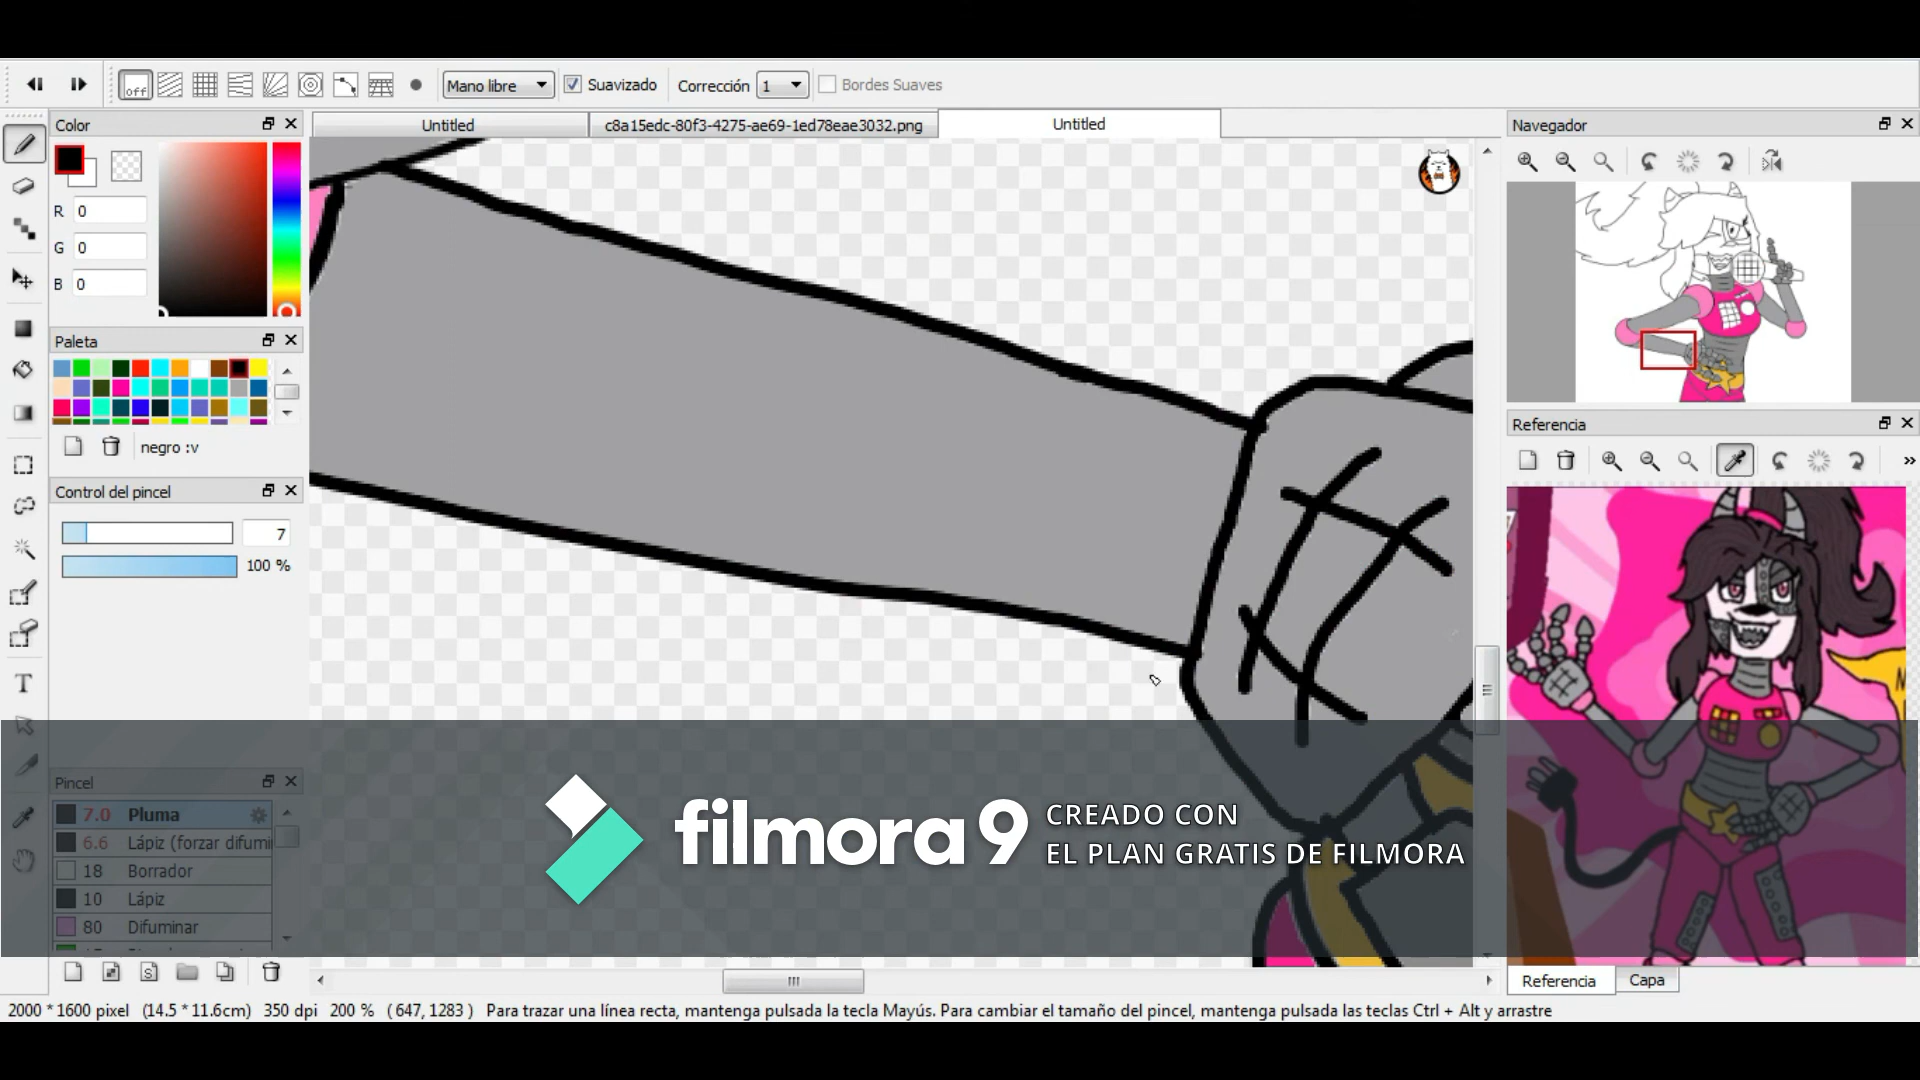 off
Mano libre
Suavizado
Corrección
1
Bordes Suaves
Color
Untitled
c8a15edc-80f3-4275-ae69-1ed78eae3032.png
Untitled
Navegador
R 0
G 0
B 0
Paleta
negro :v
Control del pincel
7
100 %
Referencia
T
Pincel
7.0 Pluma
6.6 Lápiz (forzar difumi
18 Borrador
10 Lápiz
80 Difuminar
filmora9
CREADO CON
EL PLAN GRATIS DE FILMORA
S
Referencia
Capa
2000 * 1600 pixel (14.5 * 11.6cm) 350 dpi 200 % ( 647, 1283 ) Para trazar una línea recta, mantenga pulsada la tecla Mayús. Para cambiar el tamaño del pincel, mantenga pulsada las teclas Ctrl + Alt y arrastre